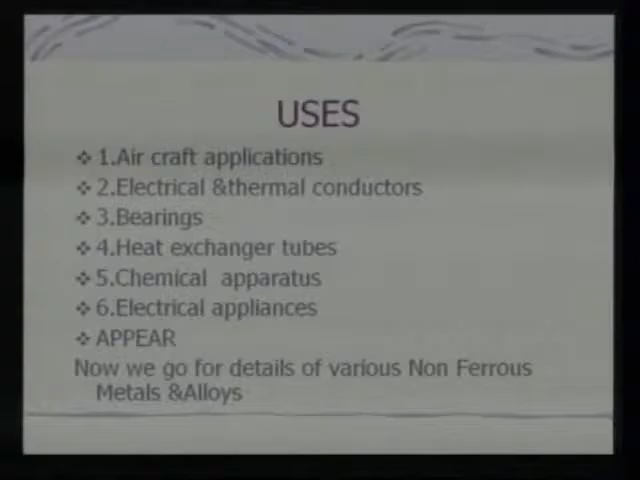 USES
❖ 1.Air craft applications
❖ 2.Electrical &thermal conductors
❖ 3.Bearings
❖ 4.Heat exchanger tubes
❖ 5.Chemical  apparatus
❖ 6.Electrical appliances
❖ APPEAR
Now we go for details of various Non Ferrous
Metals &Alloys